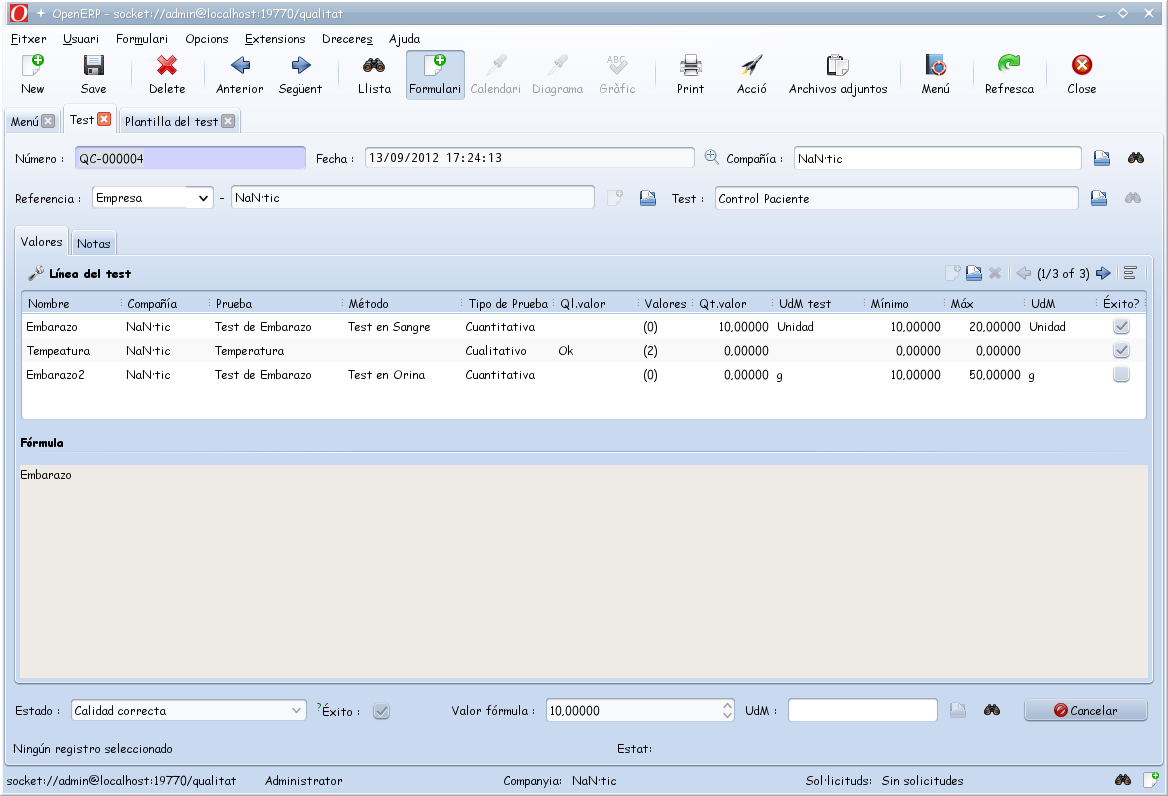 OpenERP - socket://admin@localhost:19770/qualitat
Fitxer Usuari Formulari Opcions Extensions Dreceres Ajuda
New Save Delete Anterior Següent Llista Formulari Calendari Diagrama ABC Gràfic Print Acció Archivos adjuntos Menú Refresca Close
Menú Test Plantilla del test
Número : QC-000004 Fecha : 13/09/2012 17:24:13 Compañía : NaN·tic
Referencia : Empresa - NaN·tic Test : Control Paciente
Valores Notas
Línea del test (1/3 of 3)
Nombre Compañía Prueba Método Tipo de Prueba Ql.valor Valores Qt.valor UdM test Mínimo Máx UdM Éxito?
Embarazo NaN·tic Test de Embarazo Test en Sangre Cuantitativa (0) 10,00000 Unidad 10,00000 20,00000 Unidad
Tempeatura NaN·tic Temperatura Cualitativo Ok (2) 0,00000 0,00000 0,00000
Embarazo2 NaN·tic Test de Embarazo Test en Orina Cuantitativa (0) 0,00000 g 10,00000 50,00000 g
Fórmula
Embarazo
Estado : Calidad correcta ?Éxito : Valor fórmula : 10,00000 UdM : Cancelar
Ningún registro seleccionado Estat:
socket://admin@localhost:19770/qualitat Administrator Companyia: NaN·tic Sol·licituds: Sin solicitudes